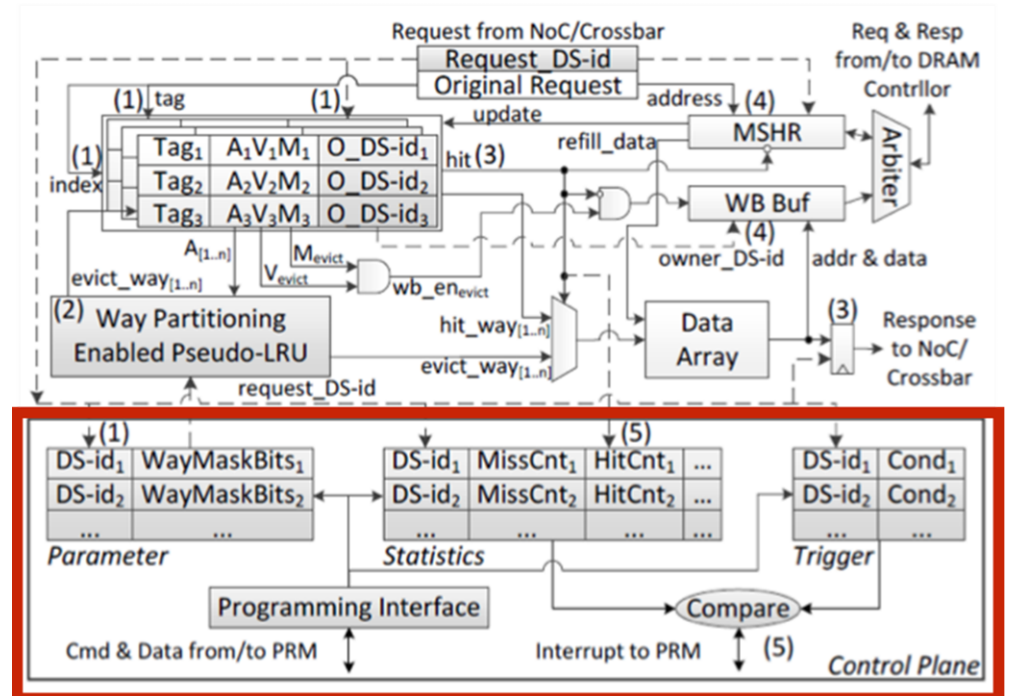 Request from NoC/Crossbar
Request_DS-id
Original Request
Req & Resp
from/to DRAM
Contrllor
(1) tag
(1)
address
(4)
update
MSHR
refill_data
Arbiter
Tag1 A1V1M1 O_DS-id1
hit (3)
(1)
index
Tag2 A2V2M2 O_DS-id2
Tag3 A3V3M3 O_DS-id3
WB Buf
(4)
A[1..n]
Mevict
Vevict
wb_enevict
owner_DS-id
addr & data
evict_way[1..n]
(2) Way Partitioning
Enabled Pseudo-LRU
hit_way[1..n]
evict_way[1..n]
Data
Array
(3)
Response
to NoC/
Crossbar
request_DS-id
(1)
(5)
DS-id1 WayMaskBits1
DS-id2 WayMaskBits2
... ...
Parameter
DS-id1 MissCnt1 HitCnt1 ...
DS-id2 MissCnt2 HitCnt2 ...
... ... ... ...
Statistics
DS-id1 Cond1
DS-id2 Cond2
... ...
Trigger
Programming Interface
Compare
Cmd & Data from/to PRM
Interrupt to PRM
(5)
Control Plane